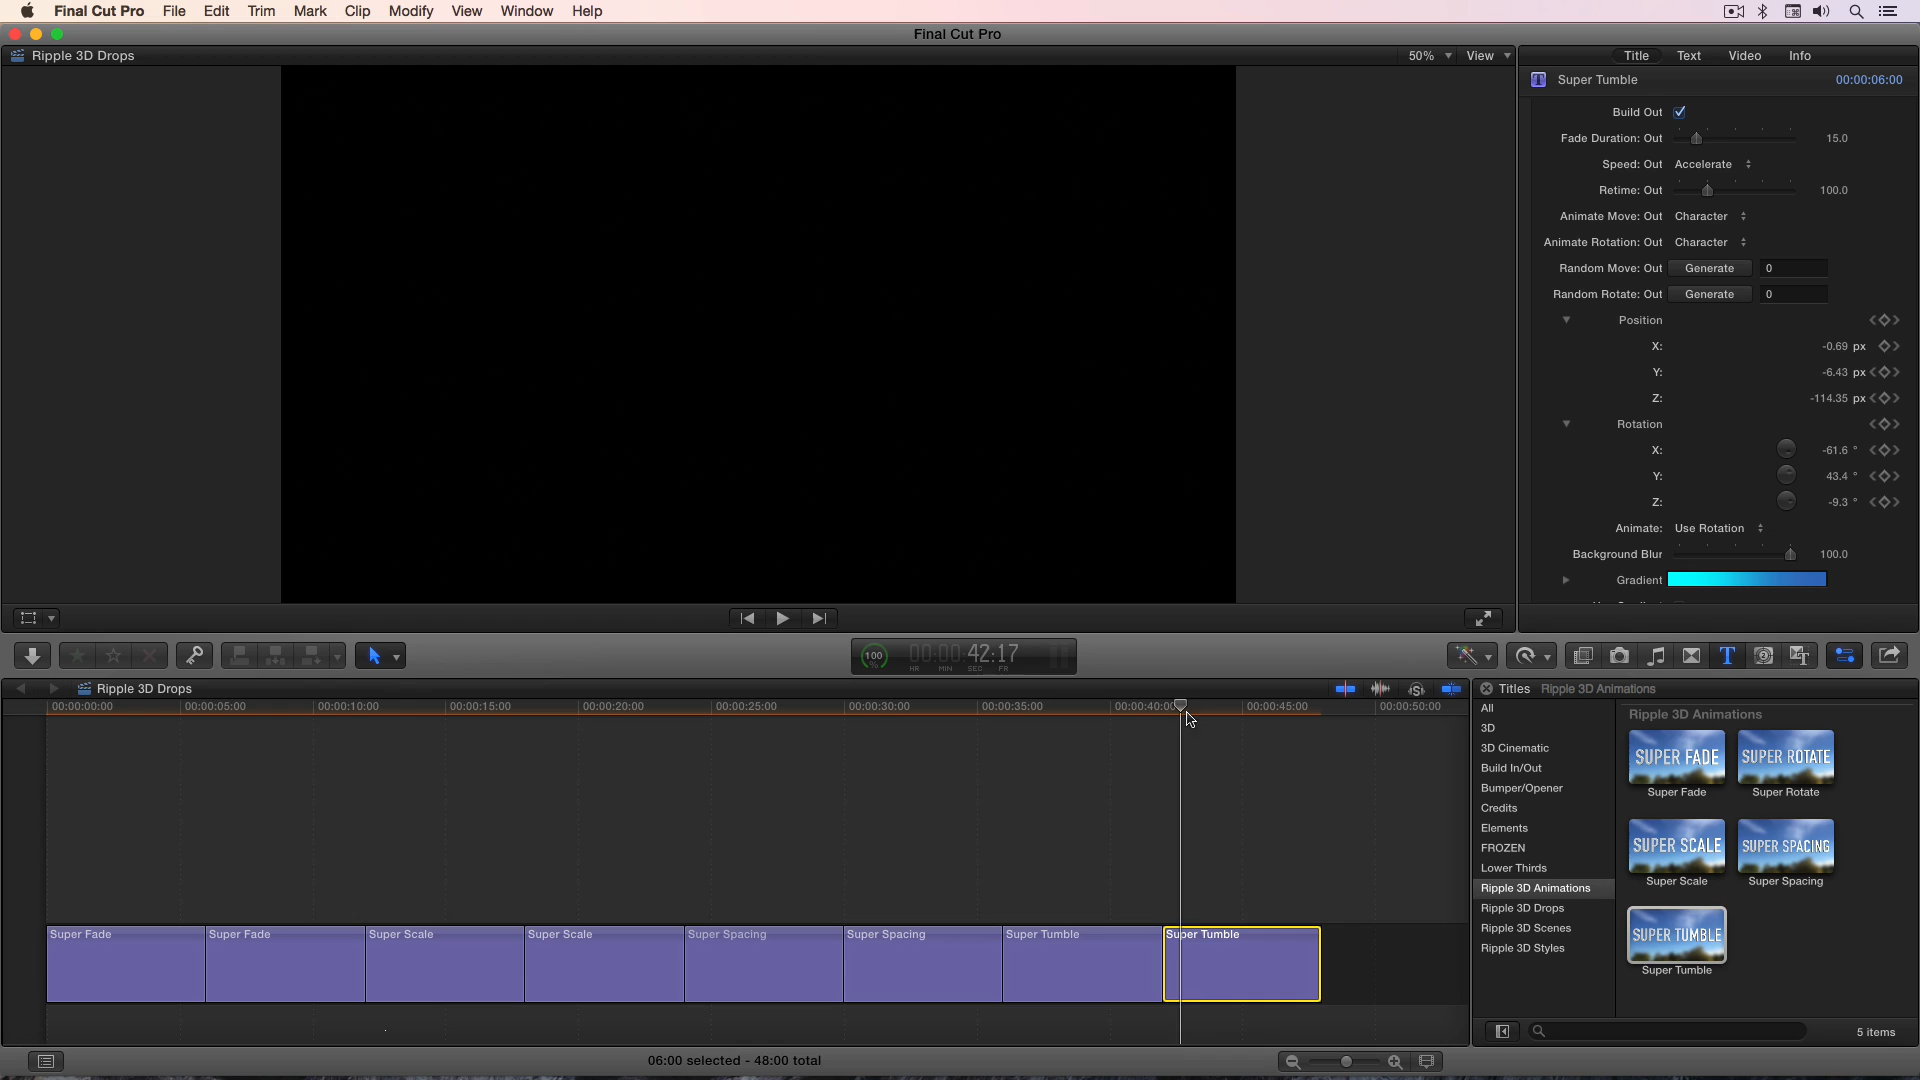 Final Cut Pro File Edit Trim Mark Clip Modify View Window Help
Final Cut Pro
Ripple 3D Drops 50% View
Title Text Video Info
Super Tumble 00:00:06:00
Build Out
Fade Duration: Out 15.0
Speed: Out Accelerate
Retime: Out 100.0
Animate Move: Out Character
Animate Rotation: Out Character
Random Move: Out Generate 0
Random Rotate: Out Generate 0
Position
X: -0.69 px
Y: -6.43 px
Z: -114.35 px
Rotation
X: -61.6 °
Y: 43.4 °
Z: -9.3 °
Animate: Use Rotation
Background Blur 100.0
Gradient
100 % 00:00:42:17
HR MIN SEC FR
Ripple 3D Drops
00:00:00:00 00:00:05:00 00:00:10:00 00:00:15:00 00:00:20:00 00:00:25:00 00:00:30:00 00:00:35:00 00:00:40:00 00:00:45:00 00:00:50:00
Super Fade Super Fade Super Scale Super Scale Super Spacing Super Spacing Super Tumble Super Tumble
06:00 selected - 48:00 total
Titles Ripple 3D Animations
All
3D
3D Cinematic
Build In/Out
Bumper/Opener
Credits
Elements
FROZEN
Lower Thirds
Ripple 3D Animations
Ripple 3D Drops
Ripple 3D Scenes
Ripple 3D Styles
Ripple 3D Animations
SUPER FADE SUPER ROTATE
Super Fade Super Rotate
SUPER SCALE SUPER SPACING
Super Scale Super Spacing
SUPER TUMBLE
Super Tumble
5 items